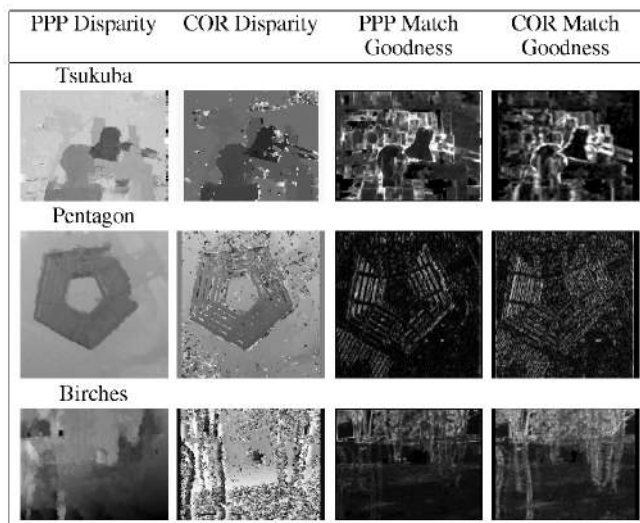 PPP Disparity COR Disparity PPP Match COR Match
Goodness Goodness
Tsukuba
Pentagon
Birches